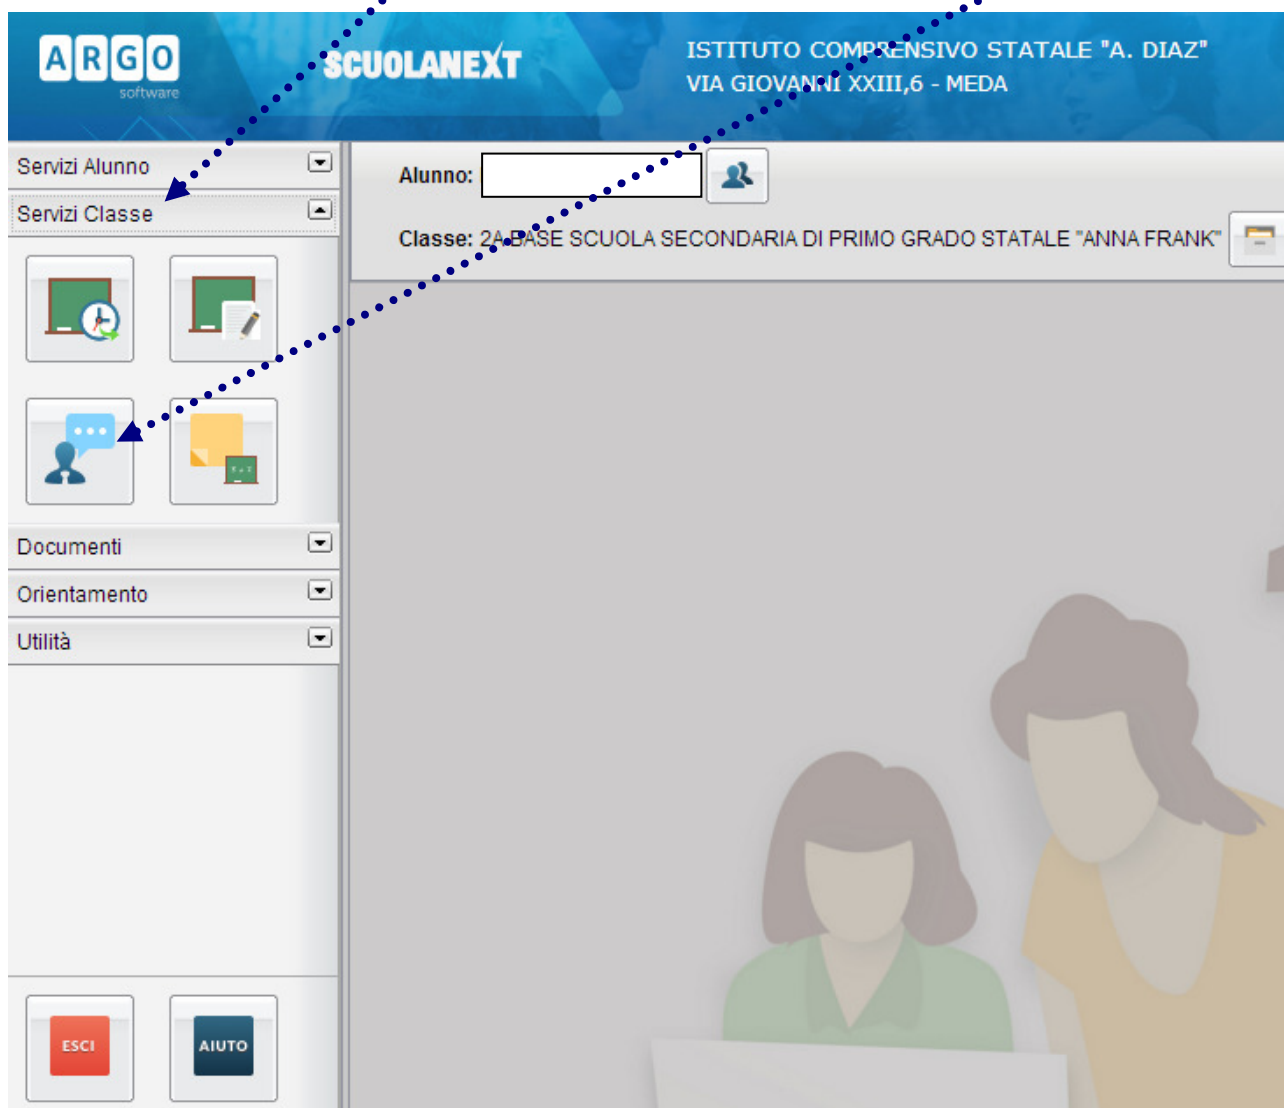 ARGO
software
SCUOLANEXT
ISTITUTO COMPRENSIVO STATALE "A. DIAZ"
VIA GIOVANNI XXIII,6 - MEDA
Servizi Alunno
Servizi Classe
Alunno:
Classe: 2A BASE SCUOLA SECONDARIA DI PRIMO GRADO STATALE "ANNA FRANK"
Documenti
Orientamento
Utilità
ESCI
AIUTO